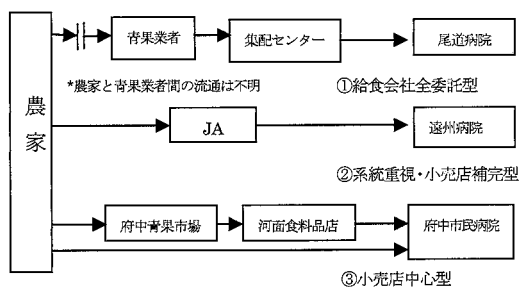 農家
青果業者
集配センター
尾道病院
*農家と青果業者間の流通は不明
①給食会社全委託型
JA
遠州病院
②系統重視・小売店補完型
府中青果市場
河面食料品店
府中市民病院
③小売店中心型